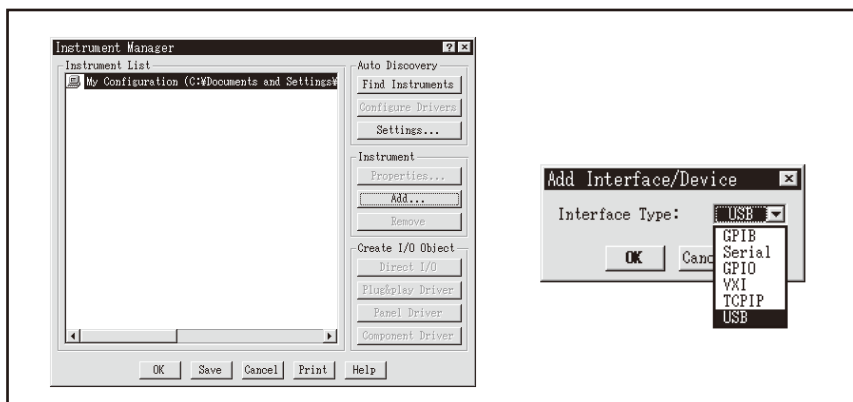 Instrument Manager
Instrument List
My Configuration (C:¥Documents and Settings¥
Auto Discovery
Find Instruments
Configure Drivers
Settings...
Instrument
Properties...
Add...
Remove
Create I/O Object
Direct I/O
Plug&play Driver
Panel Driver
Component Driver
OK Save Cancel Print Help
Add Interface/Device
Interface Type: USB
GPIB
Serial
GPIO
VXI
TCPIP
USB
OK Canc